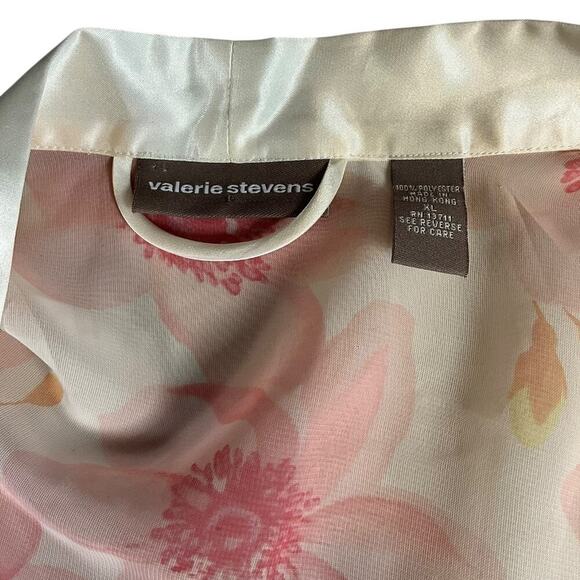 valerie stevens
100% POLYESTER
MADE IN
HONG KONG
XL
RN 13711
SEE REVERSE
FOR CARE